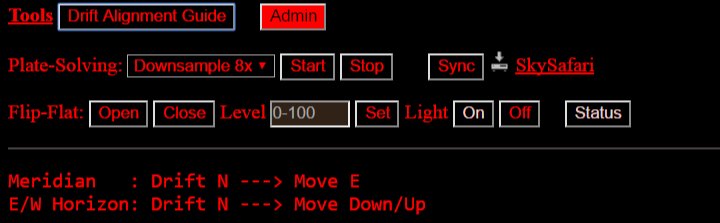 Tools Drift Alignment Guide Admin
Plate-Solving: Downsample 8x Start Stop Sync SkySafari
Flip-Flat: Open Close Level 0-100 Set Light On Off Status
Meridian : Drift N ---> Move E
E/W Horizon: Drift N ---> Move Down/Up